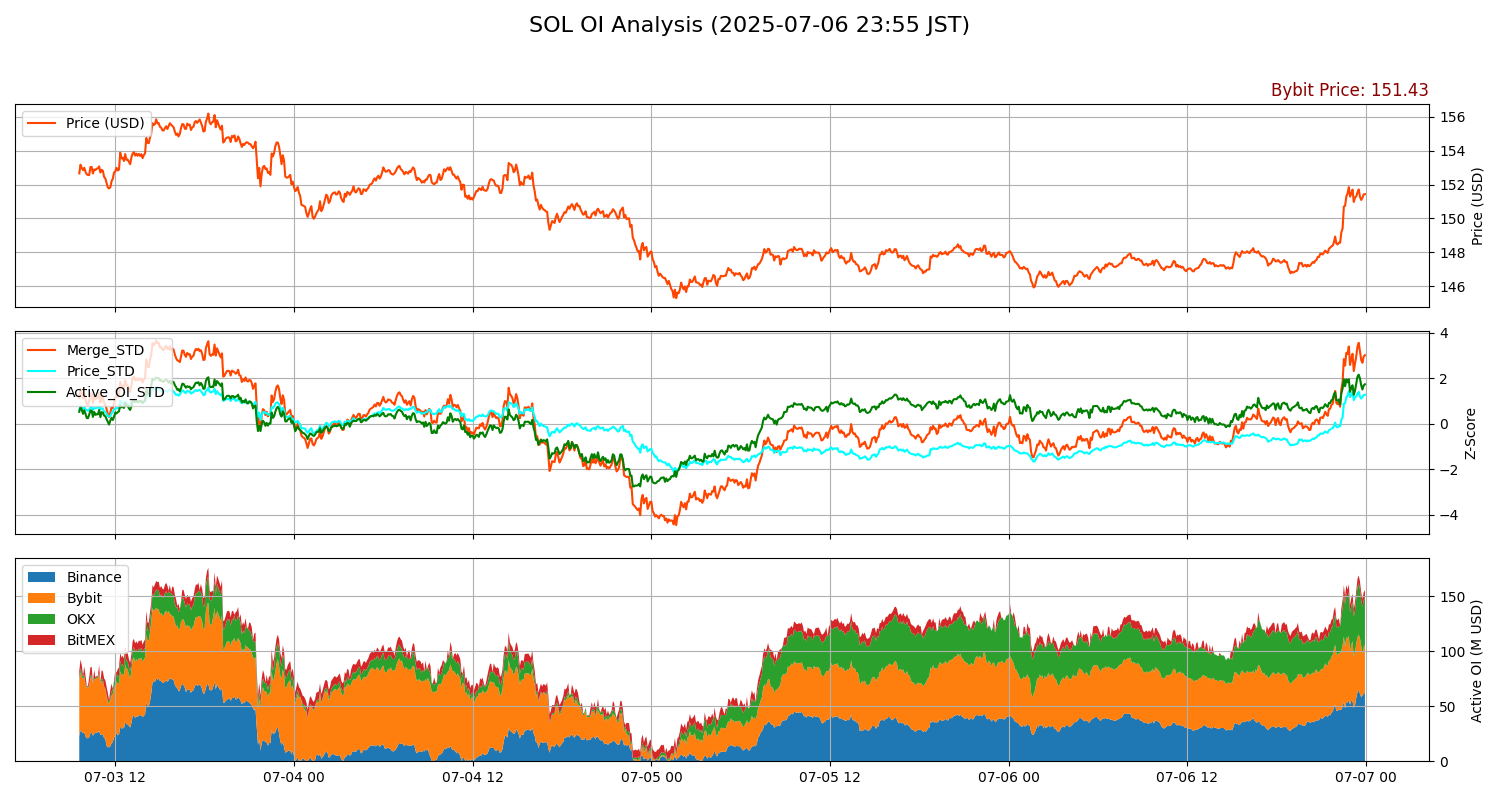 SOL OI Analysis (2025-07-06 23:55 JST)
Bybit Price: 151.43
Price (USD)
156
154
152
150
148
146
Price (USD)
Merge_STD
Price_STD
Active_OI_STD
4
2
0
−2
−4
Z-Score
Binance
Bybit
OKX
BitMEX
150
100
50
0
Active OI (M USD)
07-03 12
07-04 00
07-04 12
07-05 00
07-05 12
07-06 00
07-06 12
07-07 00